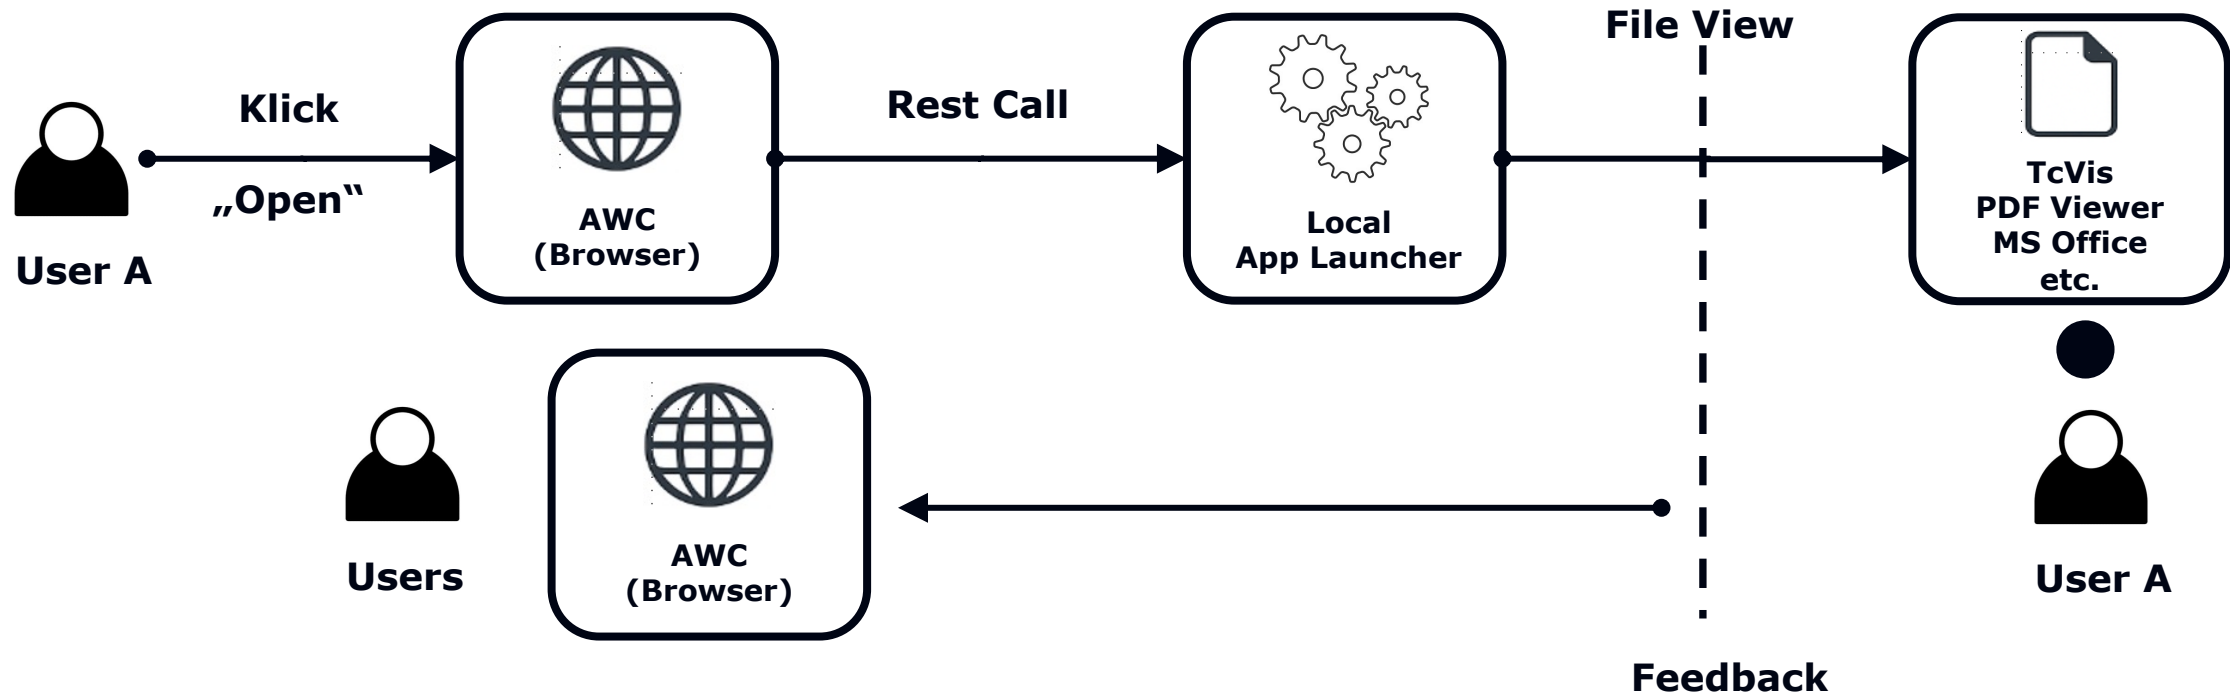 File View
Klick
„Open‟
User A
AWC
(Browser)
Rest Call
Local
App Launcher
TcVis
PDF Viewer
MS Office
etc.
Users
AWC
(Browser)
User A
Feedback